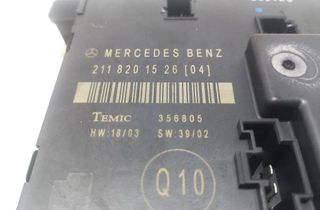 MERCEDES BENZ
211 820 15 26 [04]
TEMIC 356805
HW:18/03 SW:39/02
Q10